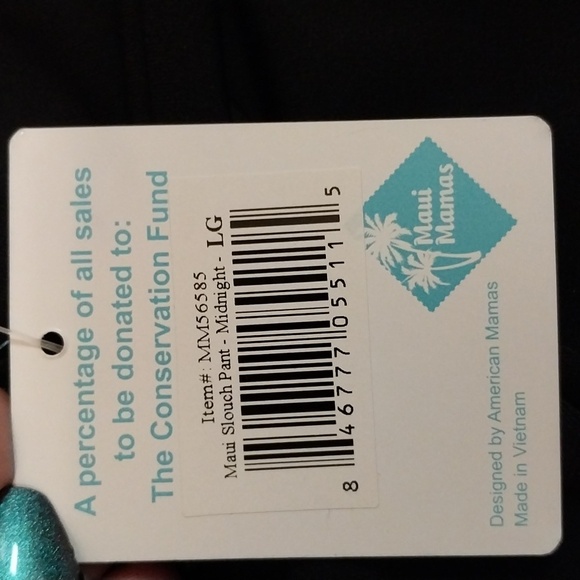 A percentage of all sales
to be donated to:
The Conservation Fund
Item#: MM56585
Maui Slouch Pant - Midnight - LG
8 46777 05511 5
Maui
Mamas
Designed by American Mamas
Made in Vietnam